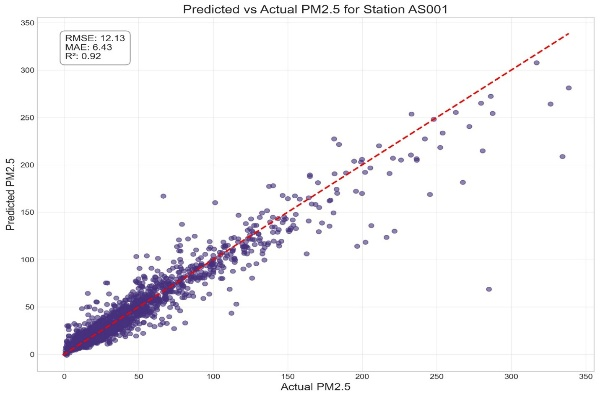 Predicted vs Actual PM2.5 for Station AS001
RMSE: 12.13
MAE: 6.43
R²: 0.92
Predicted PM2.5
350
300
250
200
150
100
50
0
0 50 100 150 200 250 300 350
Actual PM2.5